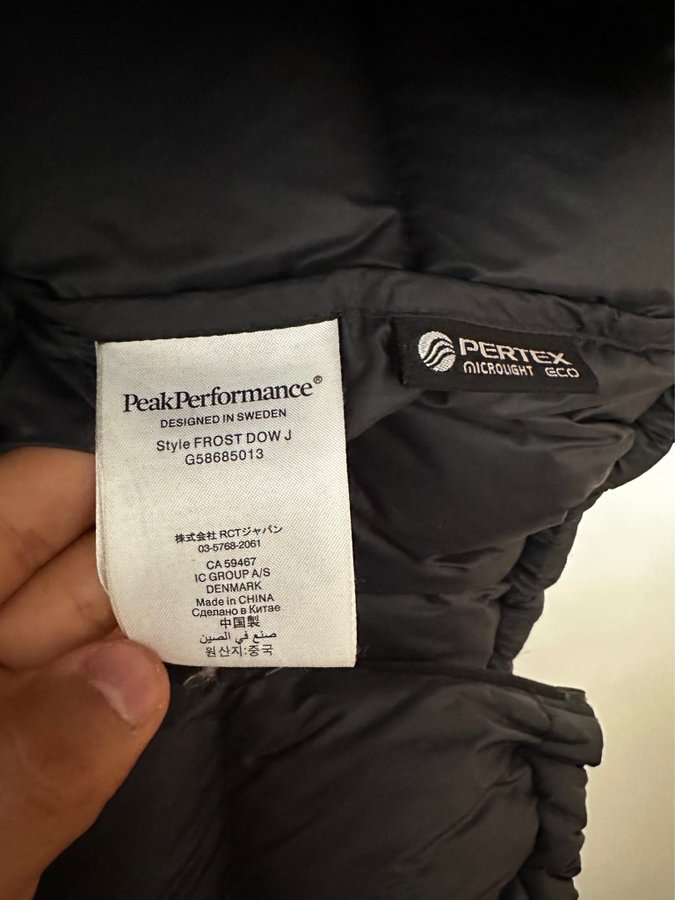 PeakPerformance®
DESIGNED IN SWEDEN
Style FROST DOW J
G58685013
株式会社 RCTジャパン
03-5768-2061
CA 59467
IC GROUP A/S
DENMARK
Made in CHINA
Сделано в Китае
中国製
صنع في الصين
원산지:중국
PERTEX
MICROLIGHT ECO